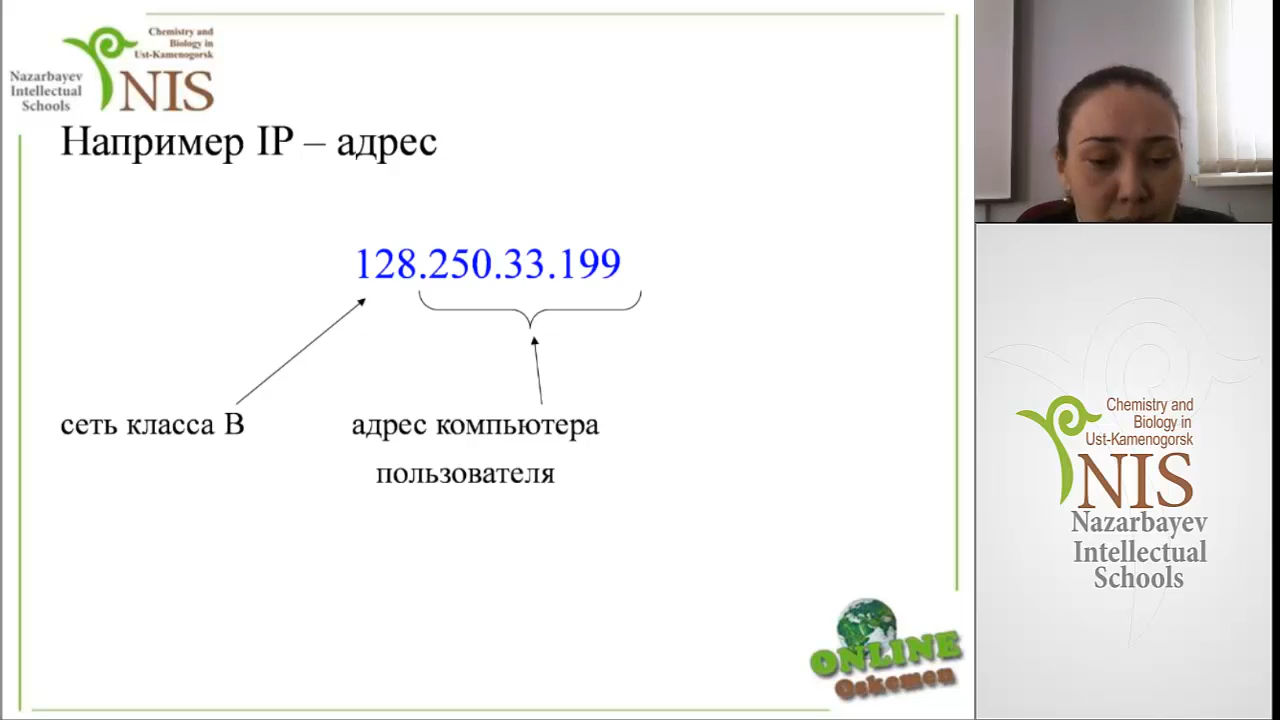 Chemistry and
Biology in
Ust-Kamenogorsk
Nazarbayev
Intellectual
Schools
NIS
Например IP – адрес
128.250.33.199
сеть класса В
адрес компьютера
пользователя
ONLINE
Oskemen
Chemistry and
Biology in
Ust-Kamenogorsk
NIS
Nazarbayev
Intellectual
Schools